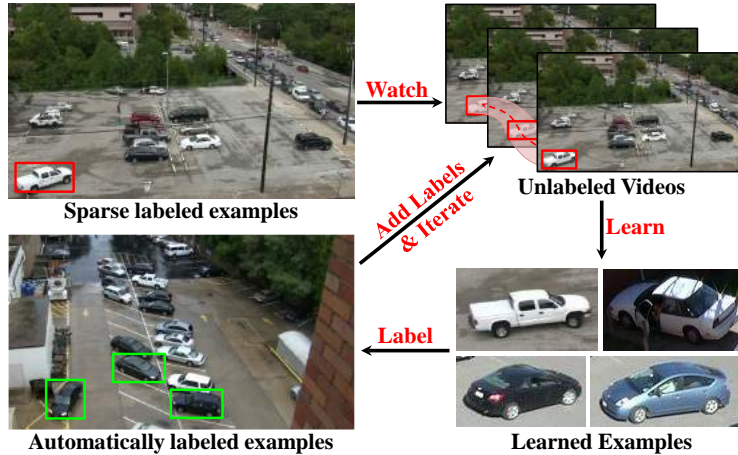 Watch
Sparse labeled examples
Unlabeled Videos
Add Labels
& Iterate
Learn
Label
Automatically labeled examples
Learned Examples